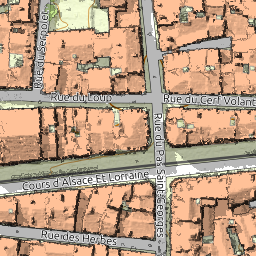 Rue du Cerf Volant
Rue du Loup
Rue du Pas Saint-Georges
Cours d'Alsace Et Lorraine
Rue des Herbes